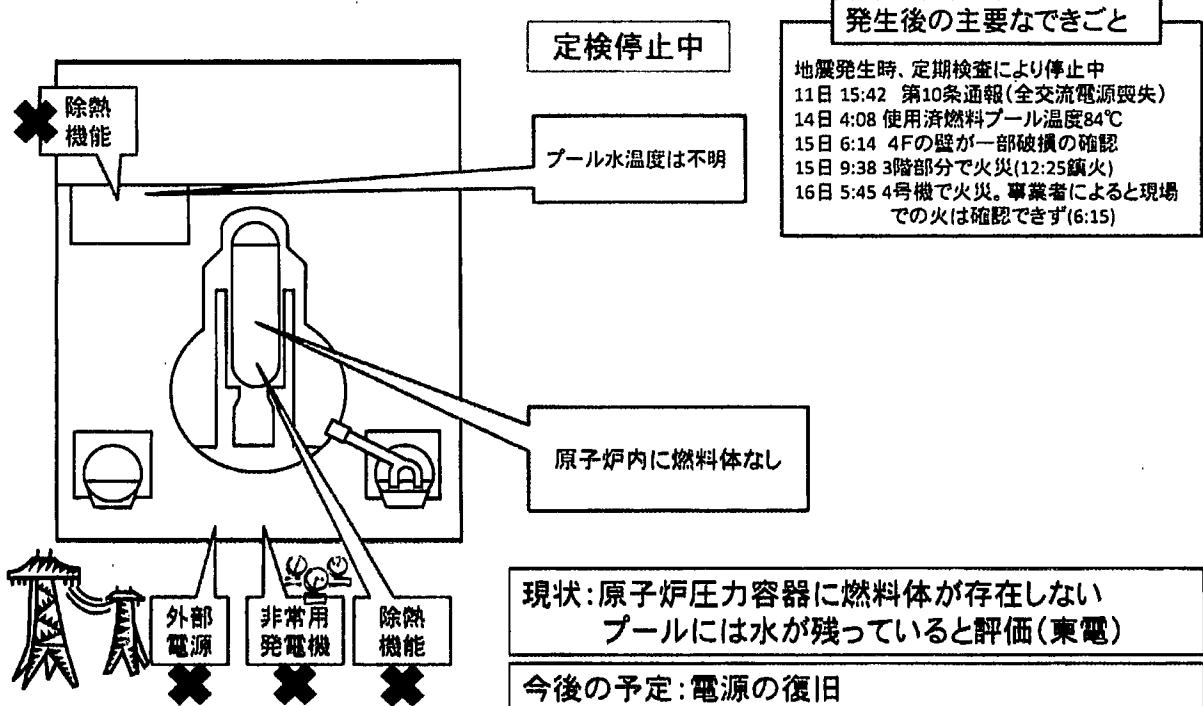 発生後の主要なできごと
定検停止中
地震発生時、定期検査により停止中
11日 15:42 第10条通報(全交流電源喪失)
14日 4:08 使用済燃料プール温度84℃
15日 6:14 4Fの壁が一部破損の確認
15日 9:38 3階部分で火災(12:25鎮火)
16日 5:45 4号機で火災。事業者によると現場
での火は確認できず(6:15)
除熱
機能
プール水温度は不明
原子炉内に燃料体なし
外部
電源
非常用
発電機
除熱
機能
現状:原子炉圧力容器に燃料体が存在しない
プールには水が残っていると評価(東電)
今後の予定:電源の復旧